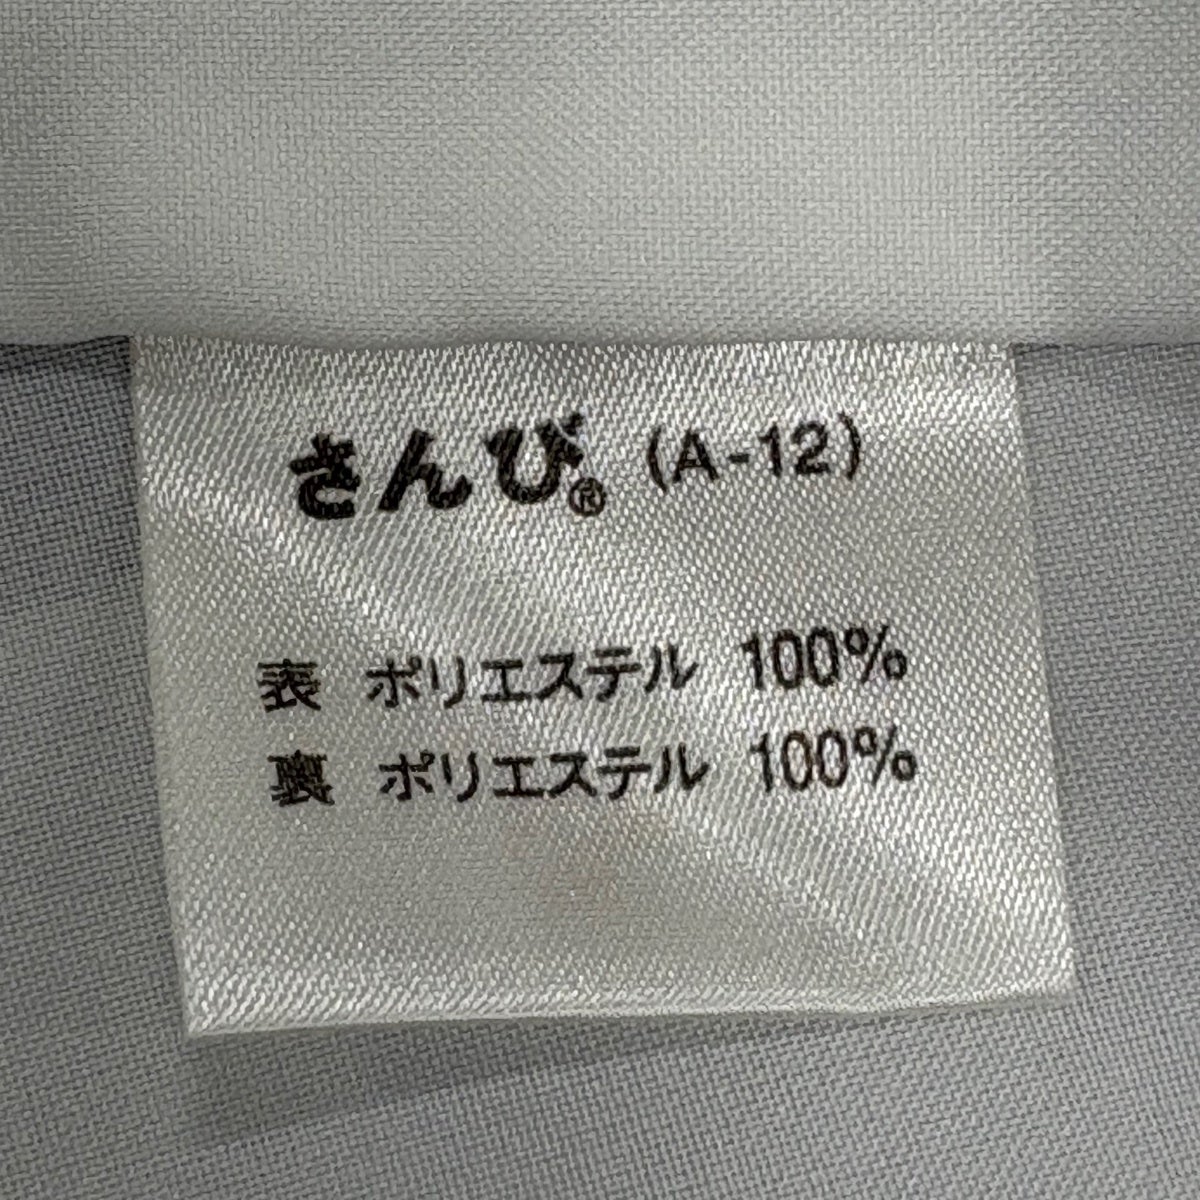 さんび® (A-12)
表 ポリエステル 100%
裏 ポリエステル 100%